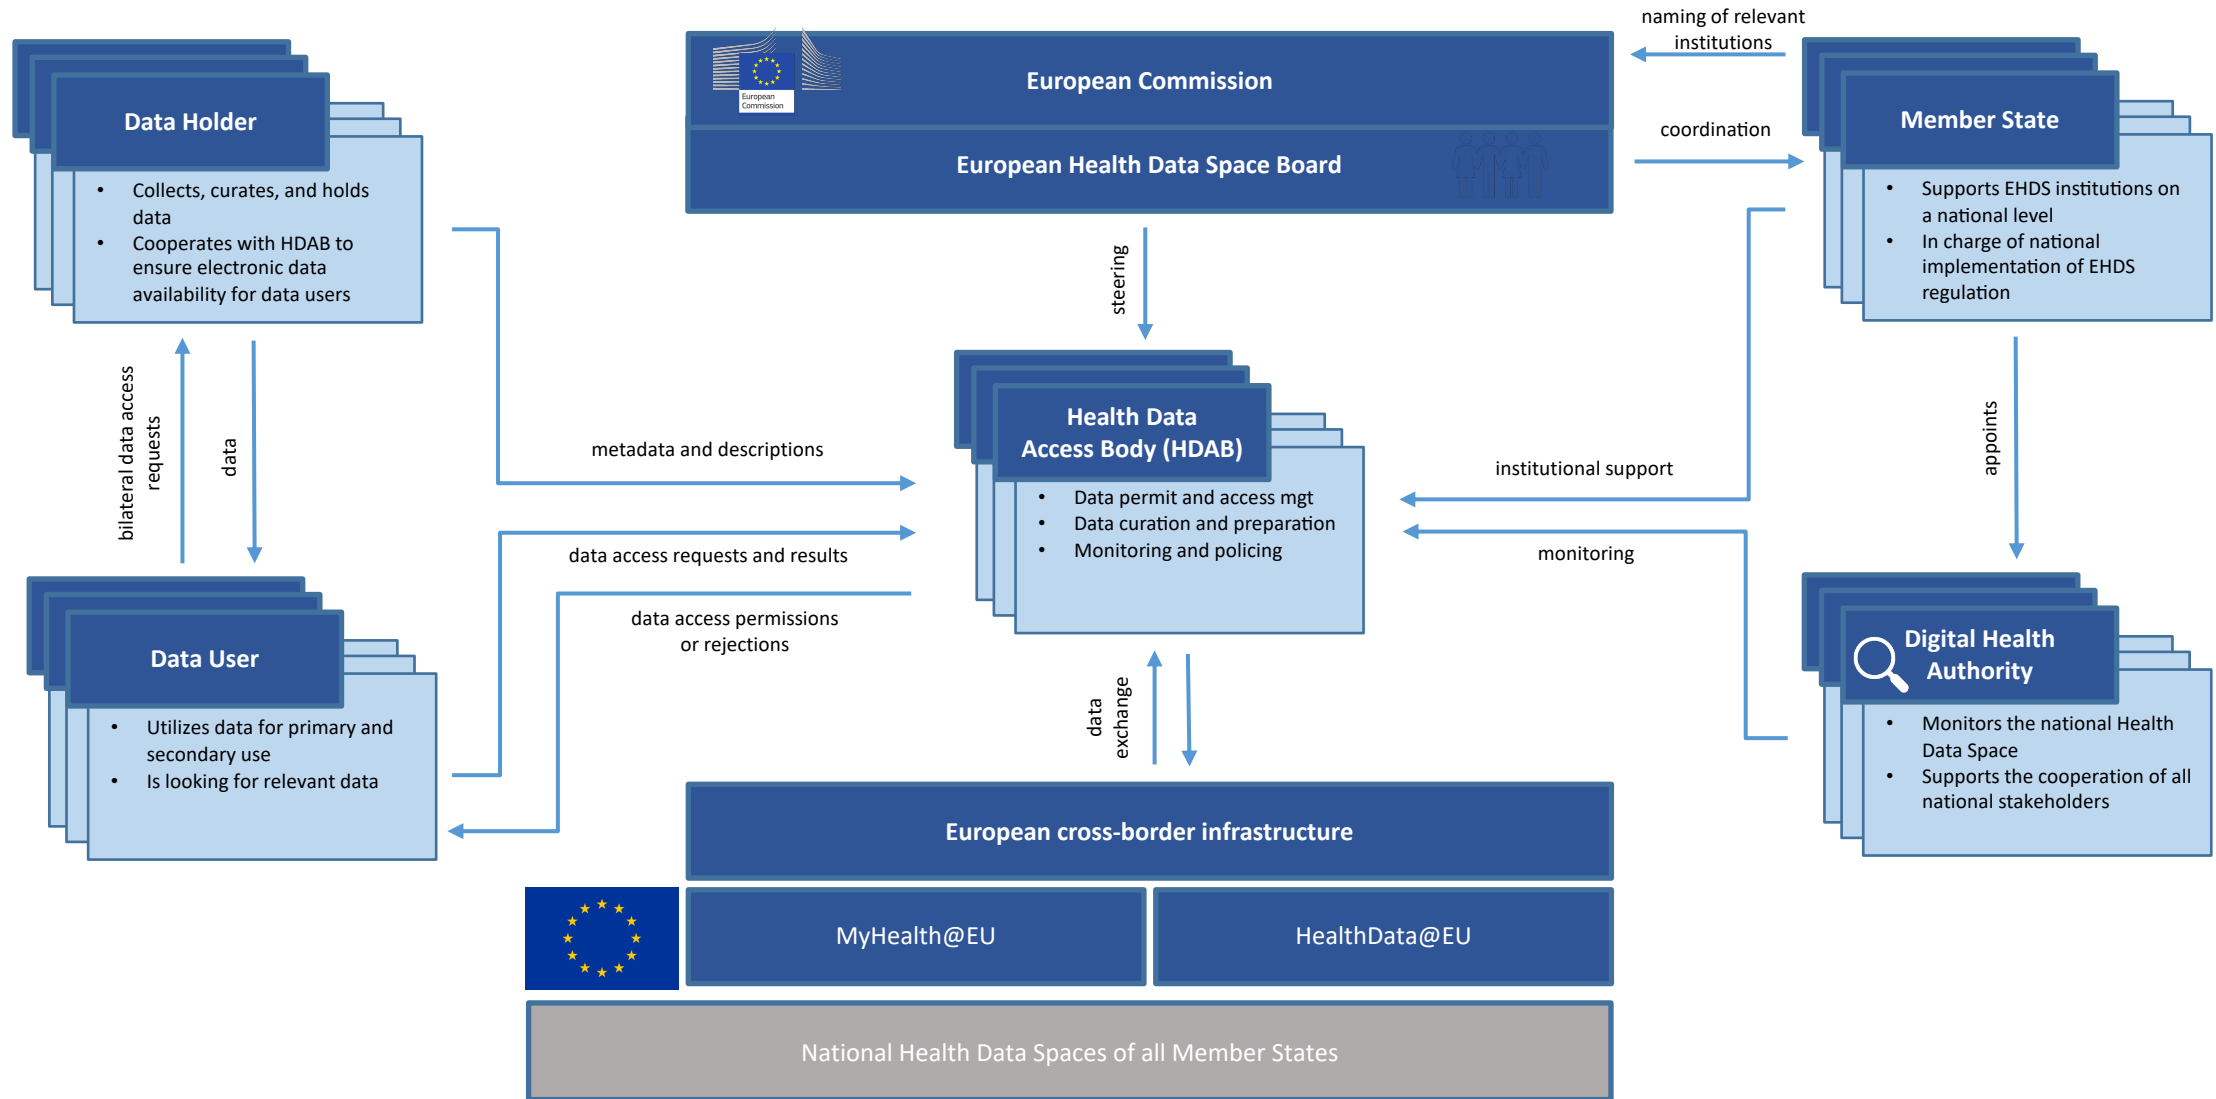 naming of relevant
institutions
European
Commission
European Commission
European Health Data Space Board
coordination
Data Holder
• Collects, curates, and holds
data
• Cooperates with HDAB to
ensure electronic data
availability for data users
Member State
• Supports EHDS institutions on
a national level
• In charge of national
implementation of EHDS
regulation
steering
bilateral data access
requests
data
metadata and descriptions
Health Data
Access Body (HDAB)
• Data permit and access mgt
• Data curation and preparation
• Monitoring and policing
institutional support
appoints
data access requests and results
monitoring
data access permissions
or rejections
Data User
• Utilizes data for primary and
secondary use
• Is looking for relevant data
data
exchange
Digital Health
Authority
• Monitors the national Health
Data Space
• Supports the cooperation of all
national stakeholders
European cross-border infrastructure
MyHealth@EU
HealthData@EU
National Health Data Spaces of all Member States